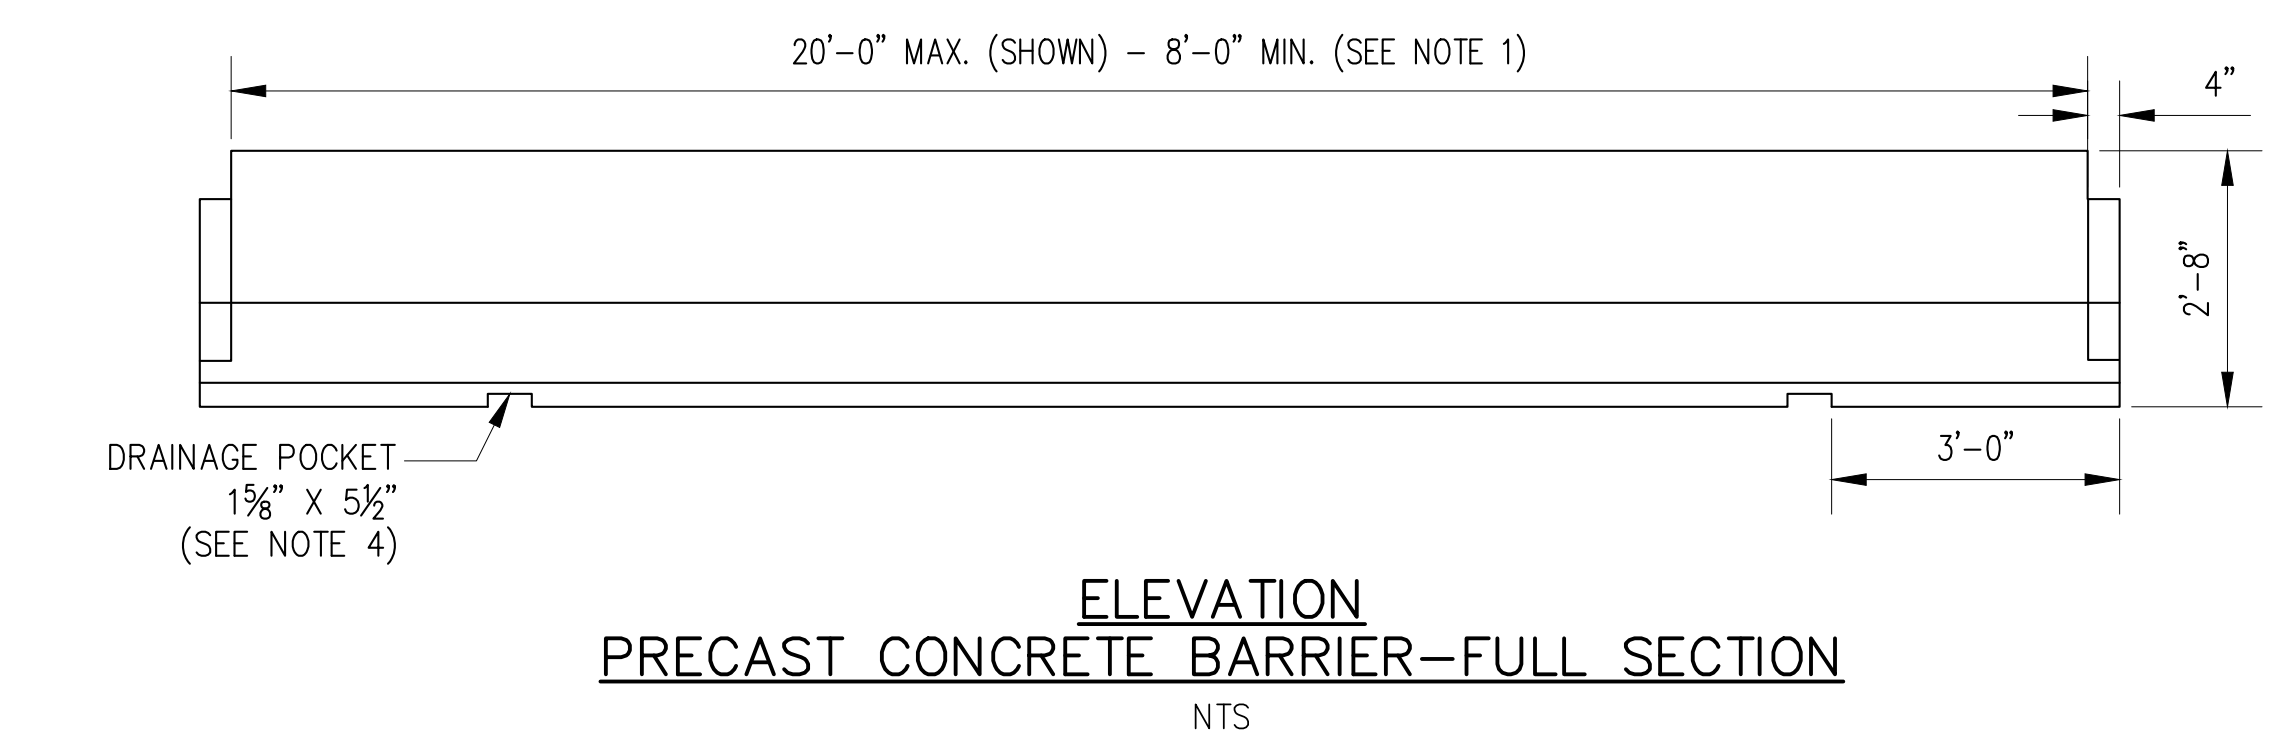 20'-0" MAX. (SHOWN) - 8'-0" MIN. (SEE NOTE 1)
4"
2'-8"
3'-0"
DRAINAGE POCKET
1⅝" X 5½"
(SEE NOTE 4)
ELEVATION
PRECAST CONCRETE BARRIER-FULL SECTION
NTS